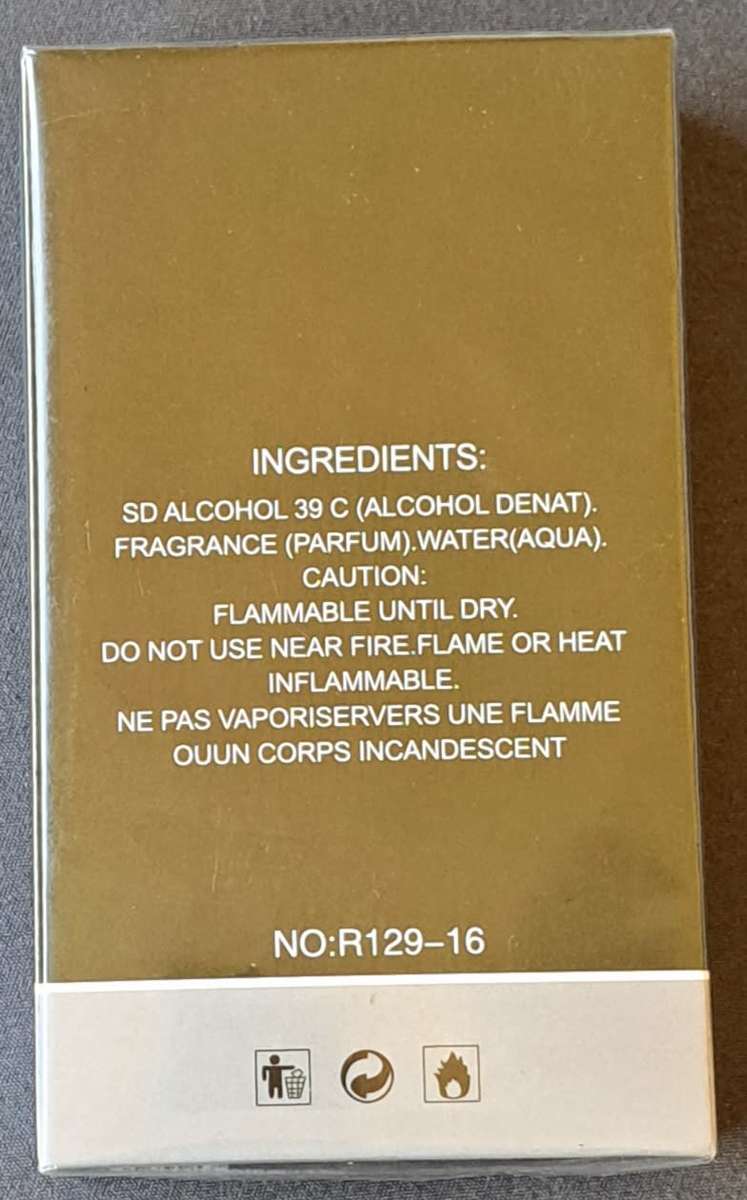 INGREDIENTS:
SD ALCOHOL 39 C (ALCOHOL DENAT).
FRAGRANCE (PARFUM).WATER(AQUA).
CAUTION:
FLAMMABLE UNTIL DRY.
DO NOT USE NEAR FIRE.FLAME OR HEAT
INFLAMMABLE.
NE PAS VAPORISERVERS UNE FLAMME
OUUN CORPS INCANDESCENT
NO:R129–16